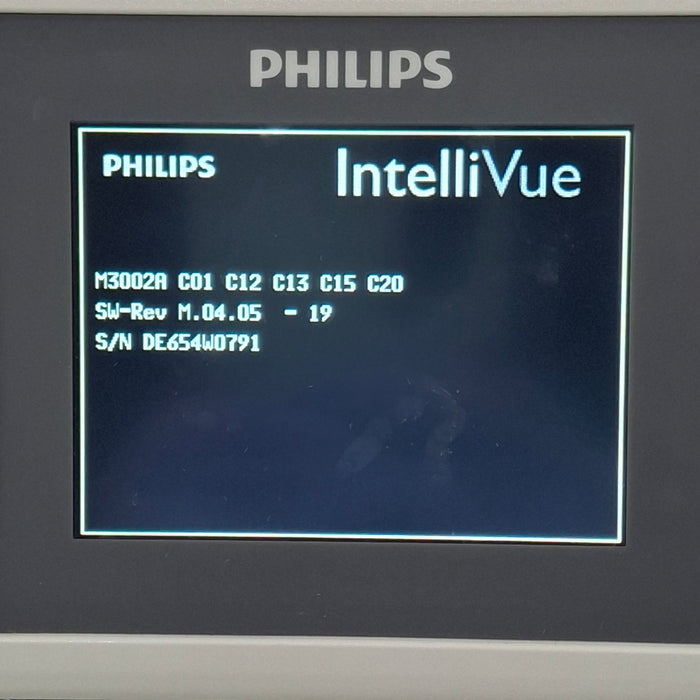 PHILIPS
PHILIPS IntelliVue
M3002A C01 C12 C13 C15 C20
SW-Rev M.04.05 - 19
S/N DE654W0791